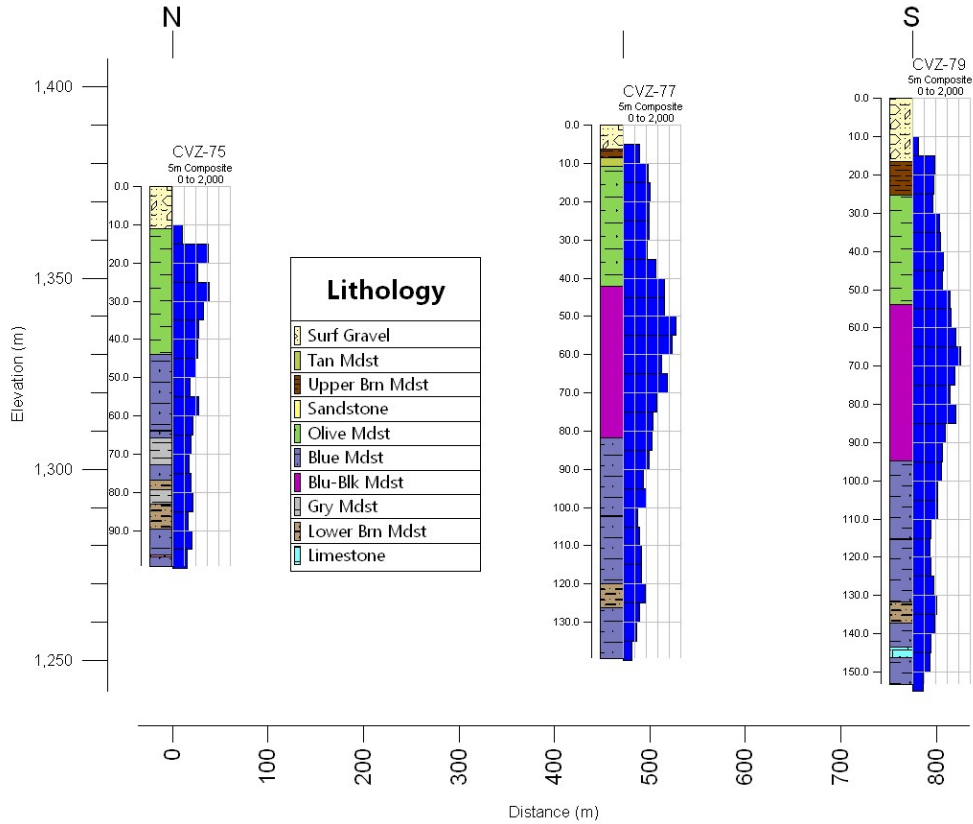 N
S
CVZ-75
5m Composite
0 to 2,000
CVZ-77
5m Composite
0 to 2,000
CVZ-79
5m Composite
0 to 2,000
Elevation (m)
1,400
1,350
1,300
1,250
0.0
10.0
20.0
30.0
40.0
50.0
60.0
70.0
80.0
90.0
Lithology
Surf Gravel
Tan Mdst
Upper Brn Mdst
Sandstone
Olive Mdst
Blue Mdst
Blu-Blk Mdst
Gry Mdst
Lower Brn Mdst
Limestone
0.0
10.0
20.0
30.0
40.0
50.0
60.0
70.0
80.0
90.0
100.0
110.0
120.0
130.0
0.0
10.0
20.0
30.0
40.0
50.0
60.0
70.0
80.0
90.0
100.0
110.0
120.0
130.0
140.0
150.0
0
100
200
300
400
500
600
700
800
Distance (m)